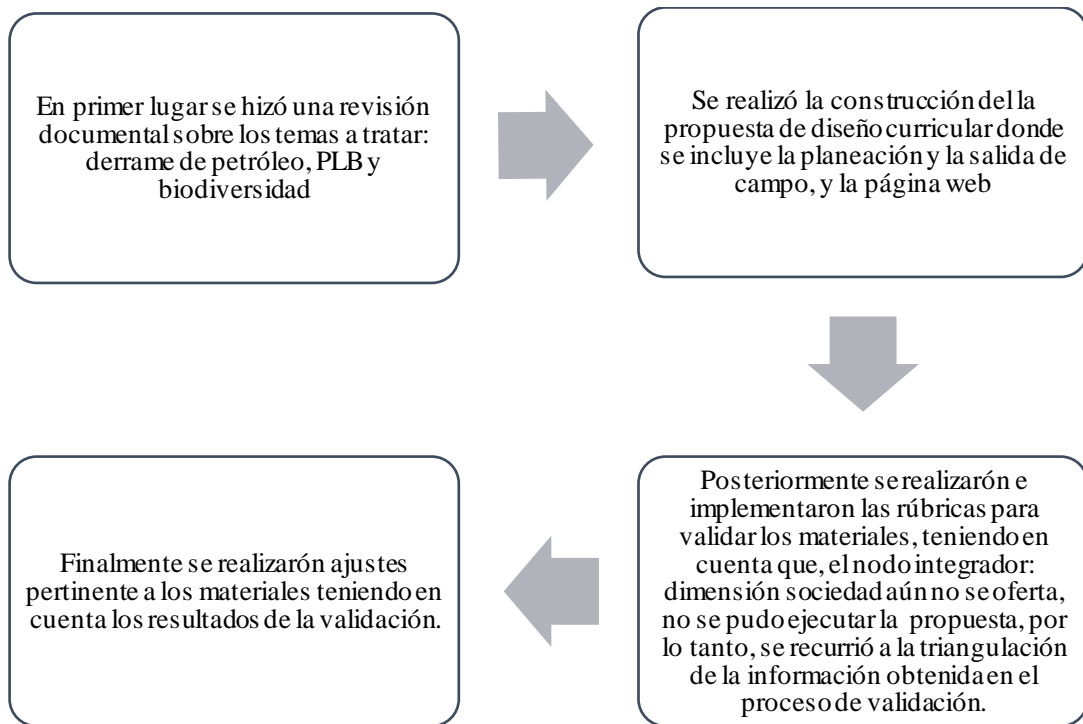 En primer lugar se hizó una revisión
documental sobre los temas a tratar:
derrame de petróleo, PLB y
biodiversidad
Se realizó la construcción del la
propuesta de diseño curricular donde
se incluye la planeación y la salida de
campo, y la página web
Posteriormente se realizarón e
implementaron las rúbricas para
validar los materiales, teniendo en
cuenta que, el nodo integrador:
dimensión sociedad aún no se oferta,
no se pudo ejecutar la propuesta, por
lo tanto, se recurrió a la triangulación
de la información obtenida en el
proceso de validación.
Finalmente se realizarón ajustes
pertinente a los materiales teniendo en
cuenta los resultados de la validación.